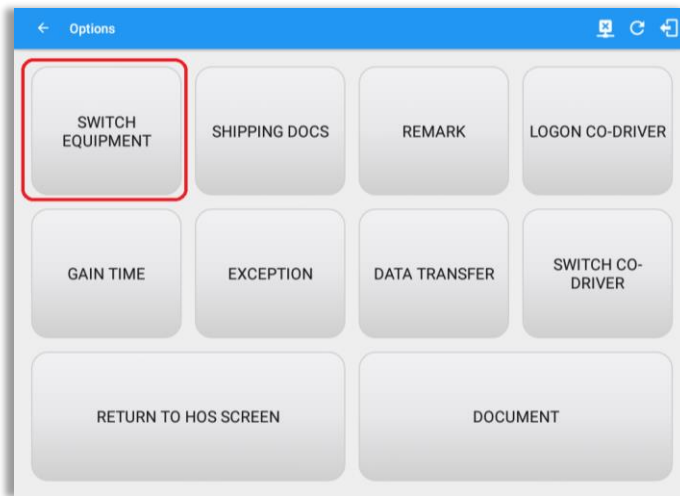 Options
SWITCH
EQUIPMENT
SHIPPING DOCS
REMARK
LOGON CO-DRIVER
GAIN TIME
EXCEPTION
DATA TRANSFER
SWITCH CO-
DRIVER
RETURN TO HOS SCREEN
DOCUMENT